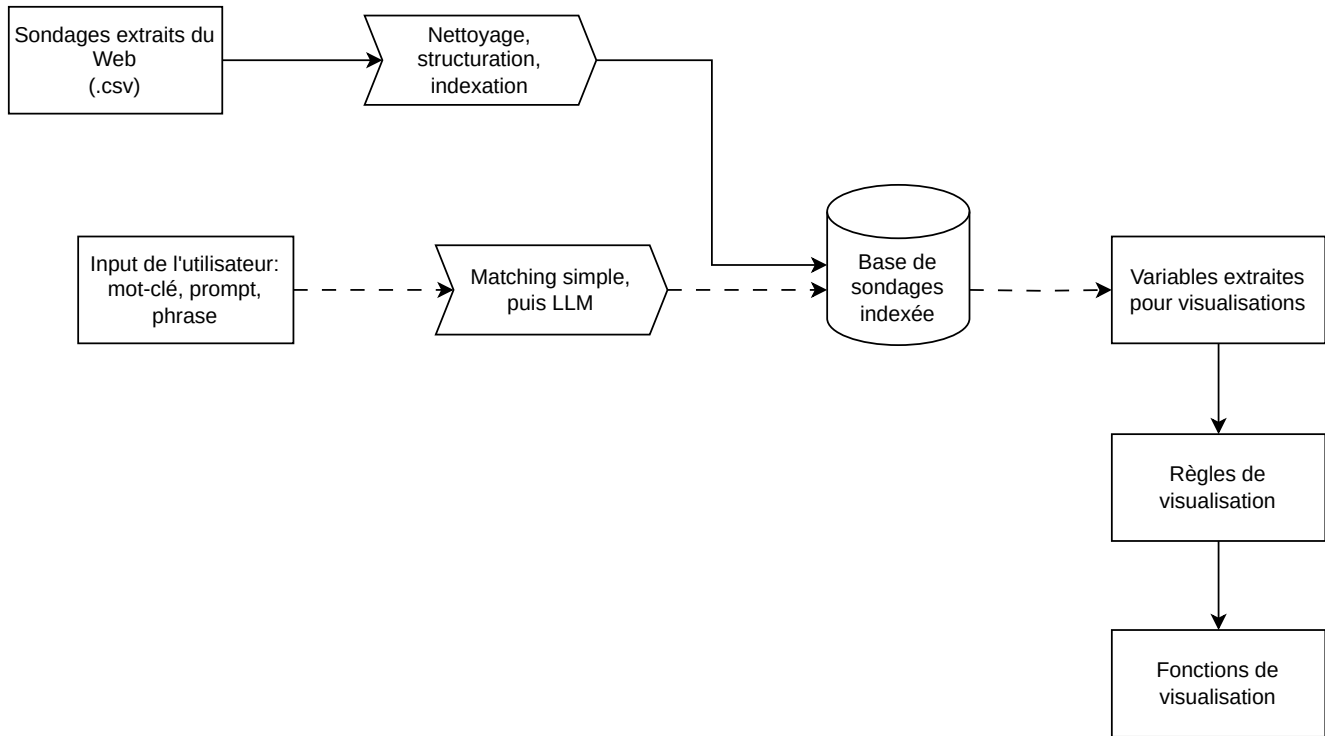 Sondages extraits du
Web
(.csv)
Nettoyage,
structuration,
indexation
Input de l'utilisateur:
mot-clé, prompt,
phrase
Matching simple,
puis LLM
Base de
sondages
indexée
Variables extraites
pour visualisations
Règles de
visualisation
Fonctions de
visualisation